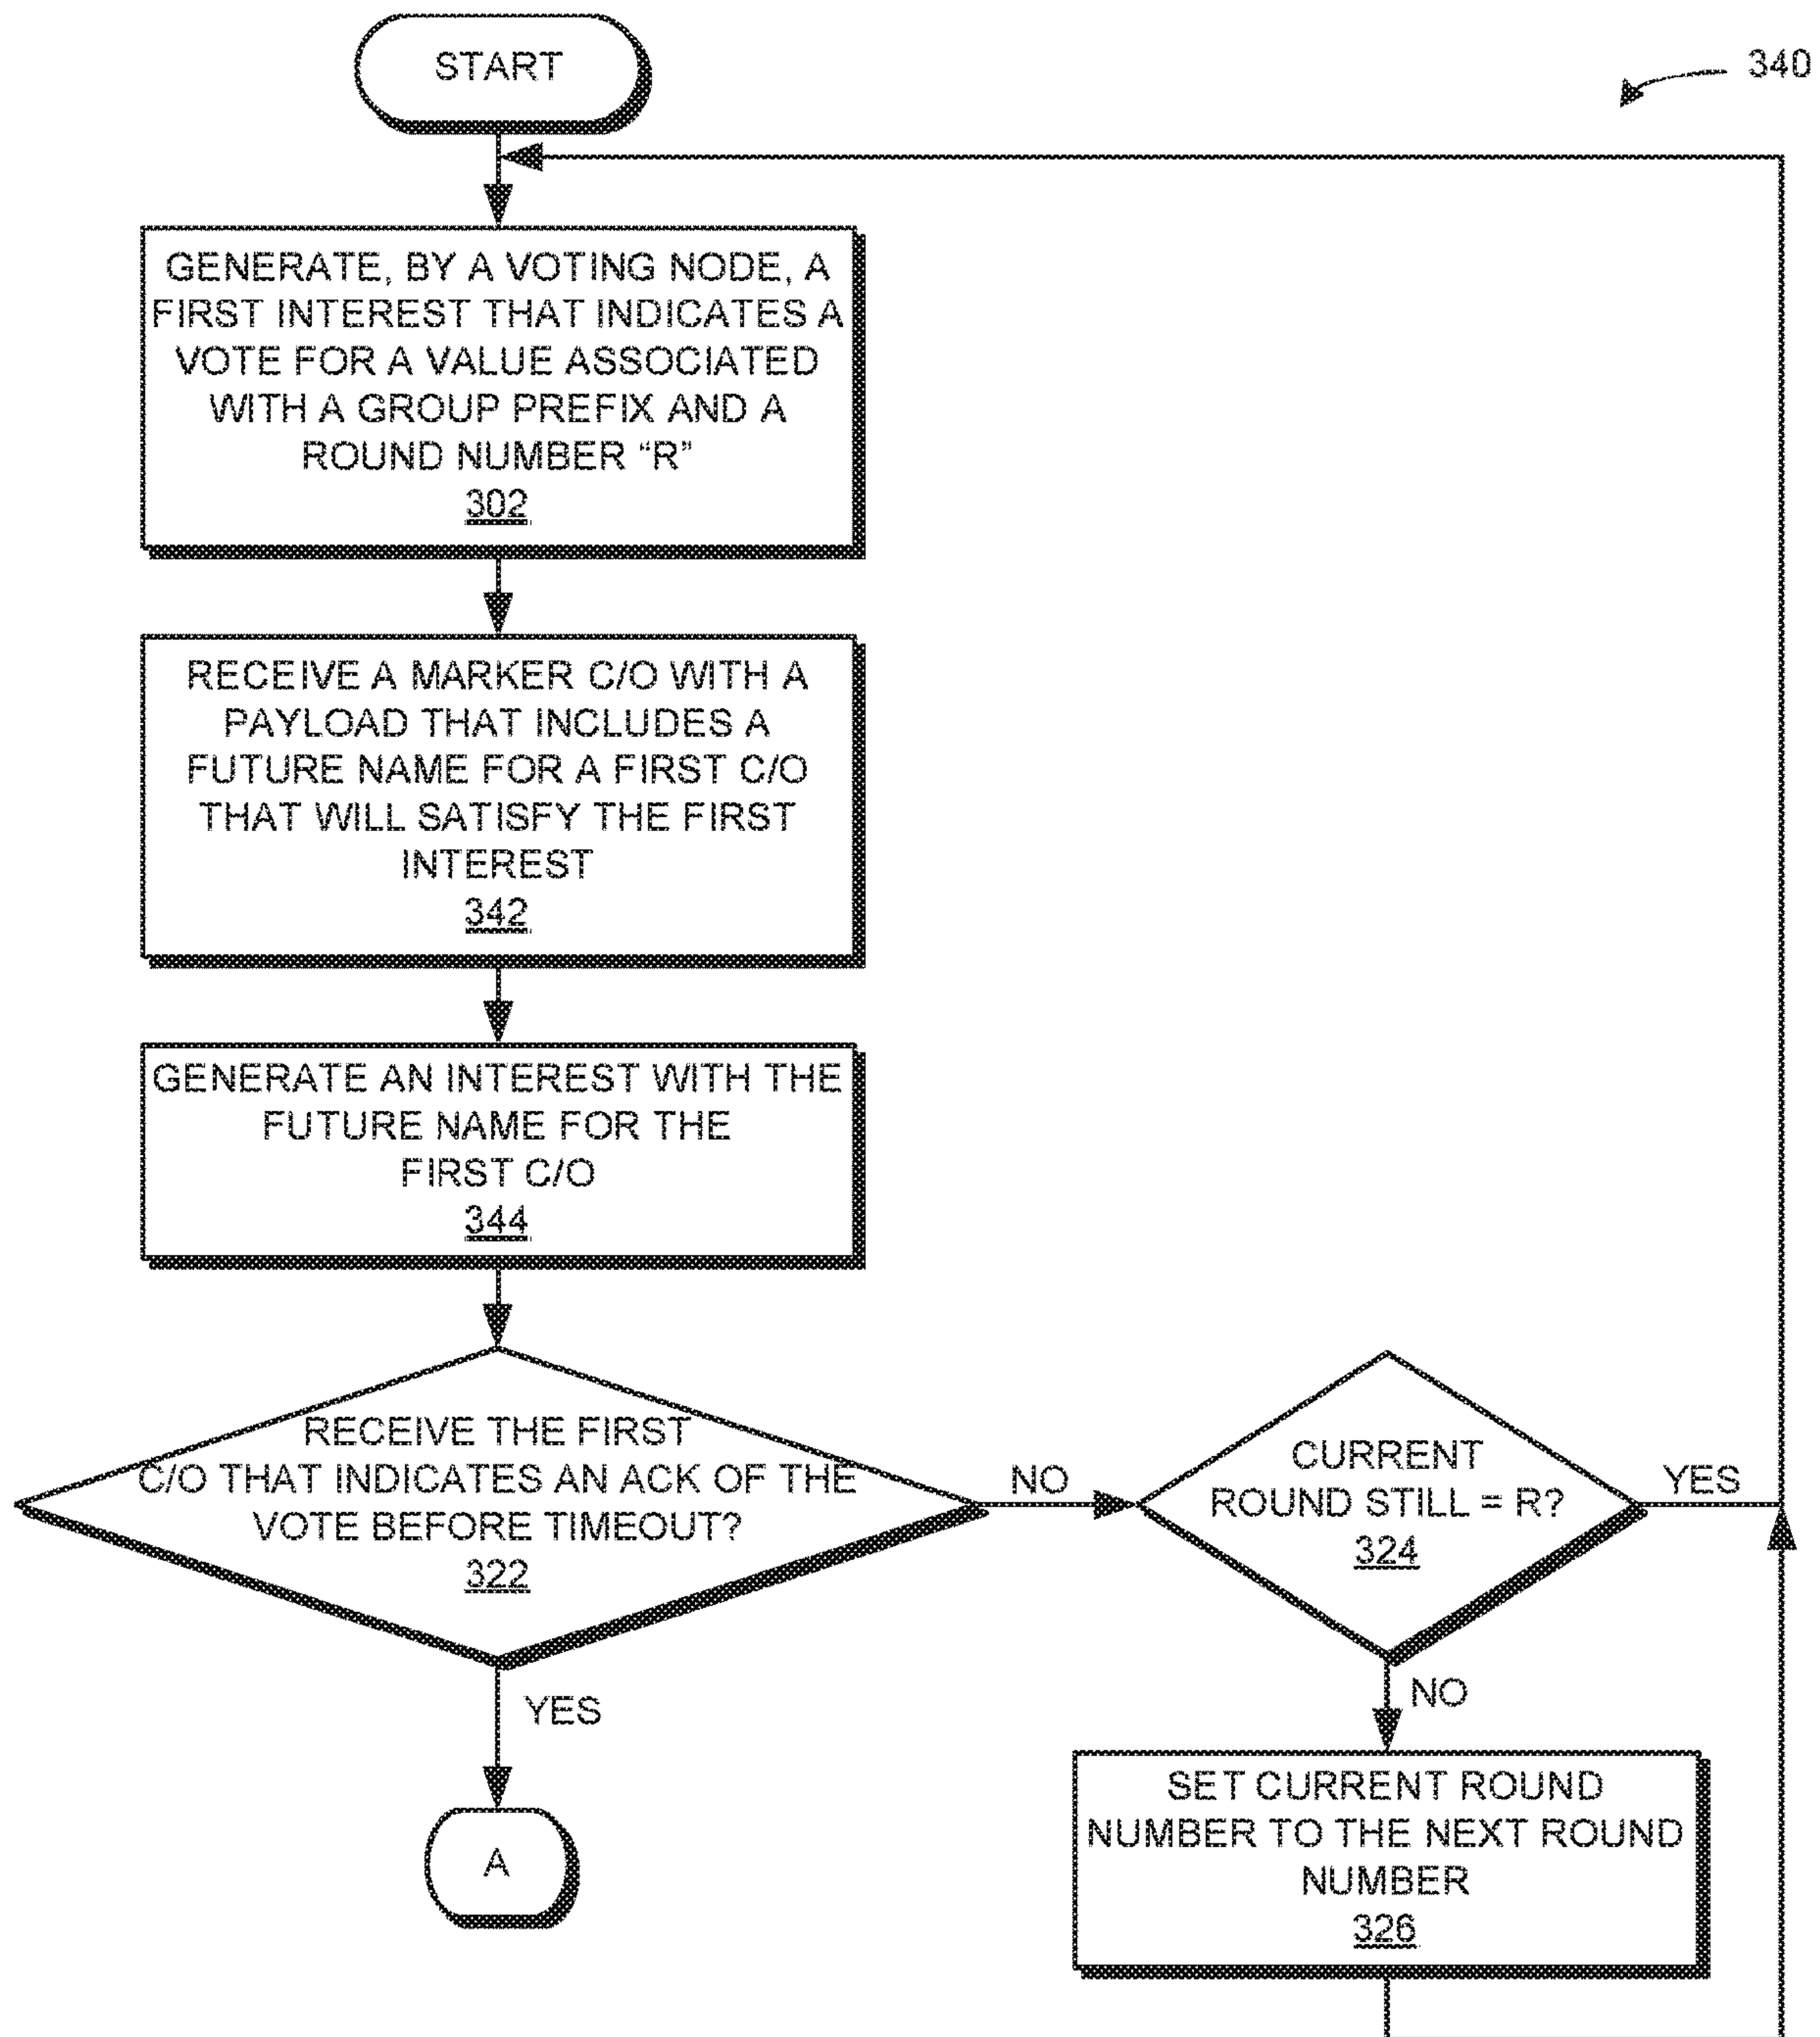 START
340
GENERATE, BY A VOTING NODE, A
FIRST INTEREST THAT INDICATES A
VOTE FOR A VALUE ASSOCIATED
WITH A GROUP PREFIX AND A
ROUND NUMBER “R”
302
RECEIVE A MARKER C/O WITH A
PAYLOAD THAT INCLUDES A
FUTURE NAME FOR A FIRST C/O
THAT WILL SATISFY THE FIRST
INTEREST
342
GENERATE AN INTEREST WITH THE
FUTURE NAME FOR THE
FIRST C/O
344
RECEIVE THE FIRST
C/O THAT INDICATES AN ACK OF THE
VOTE BEFORE TIMEOUT?
322
NO
CURRENT
ROUND STILL = R?
324
YES
YES
NO
A
SET CURRENT ROUND
NUMBER TO THE NEXT ROUND
NUMBER
326